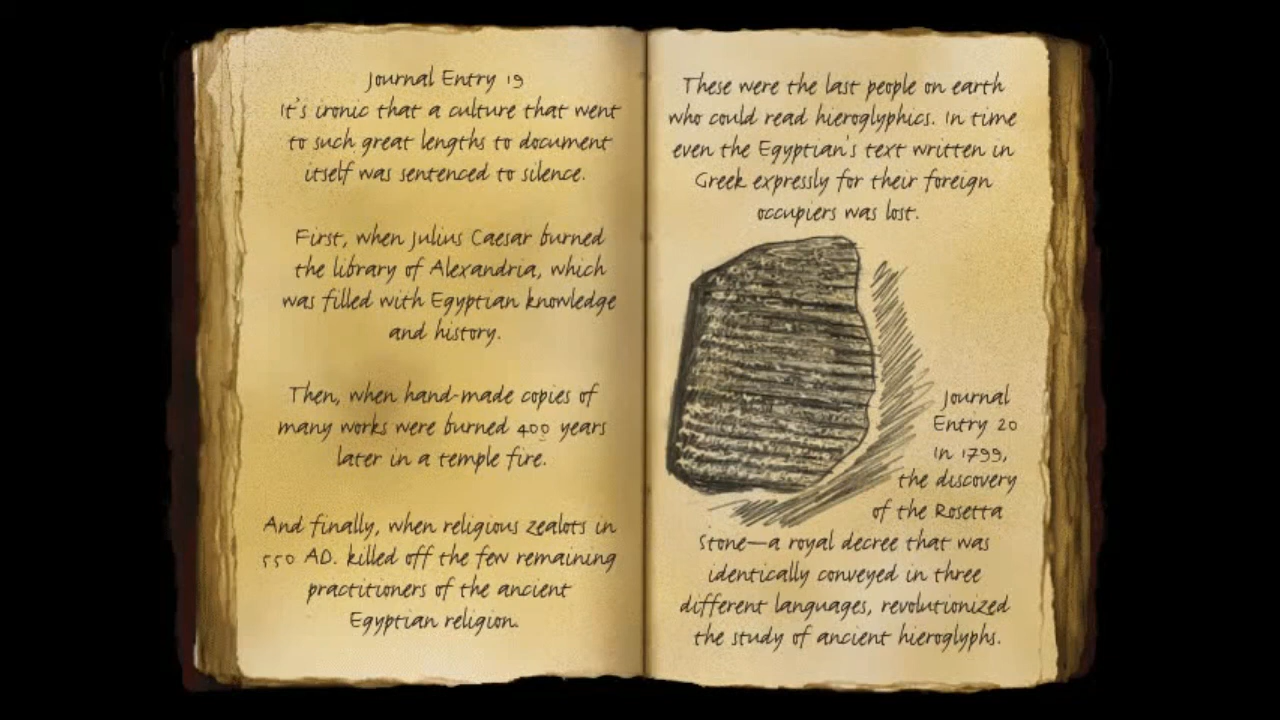 Journal Entry 19
It's ironic that a culture that went
to such great lengths to document
itself was sentenced to silence.
First, when Julius Caesar burned
the library of Alexandria, which
was filled with Egyptian knowledge
and history.
Then, when hand-made copies of
many works were burned 400 years
later in a temple fire.
And finally, when religious zealots in
550 AD. killed off the few remaining
practitioners of the ancient
Egyptian religion.
These were the last people on earth
who could read hieroglyphics. In time
even the Egyptian's text written in
Greek expressly for their foreign
occupiers was lost.
Journal
Entry 20
In 1799,
the discovery
of the Rosetta
Stone—a royal decree that was
identically conveyed in three
different languages, revolutionized
the study of ancient hieroglyphs.